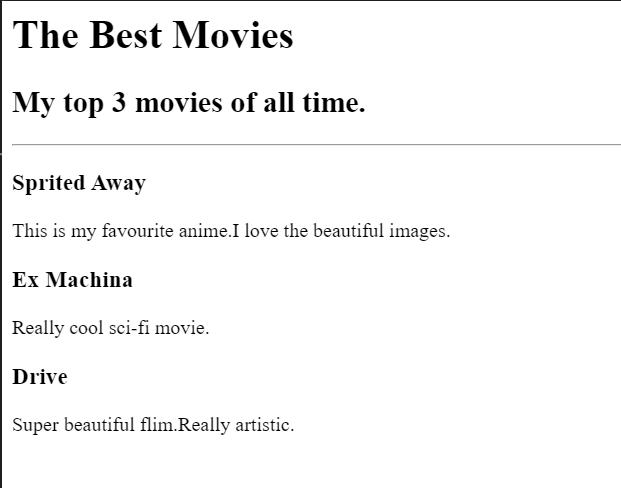 The Best Movies
My top 3 movies of all time.
Sprited Away
This is my favourite anime.I love the beautiful images.
Ex Machina
Really cool sci-fi movie.
Drive
Super beautiful flim.Really artistic.